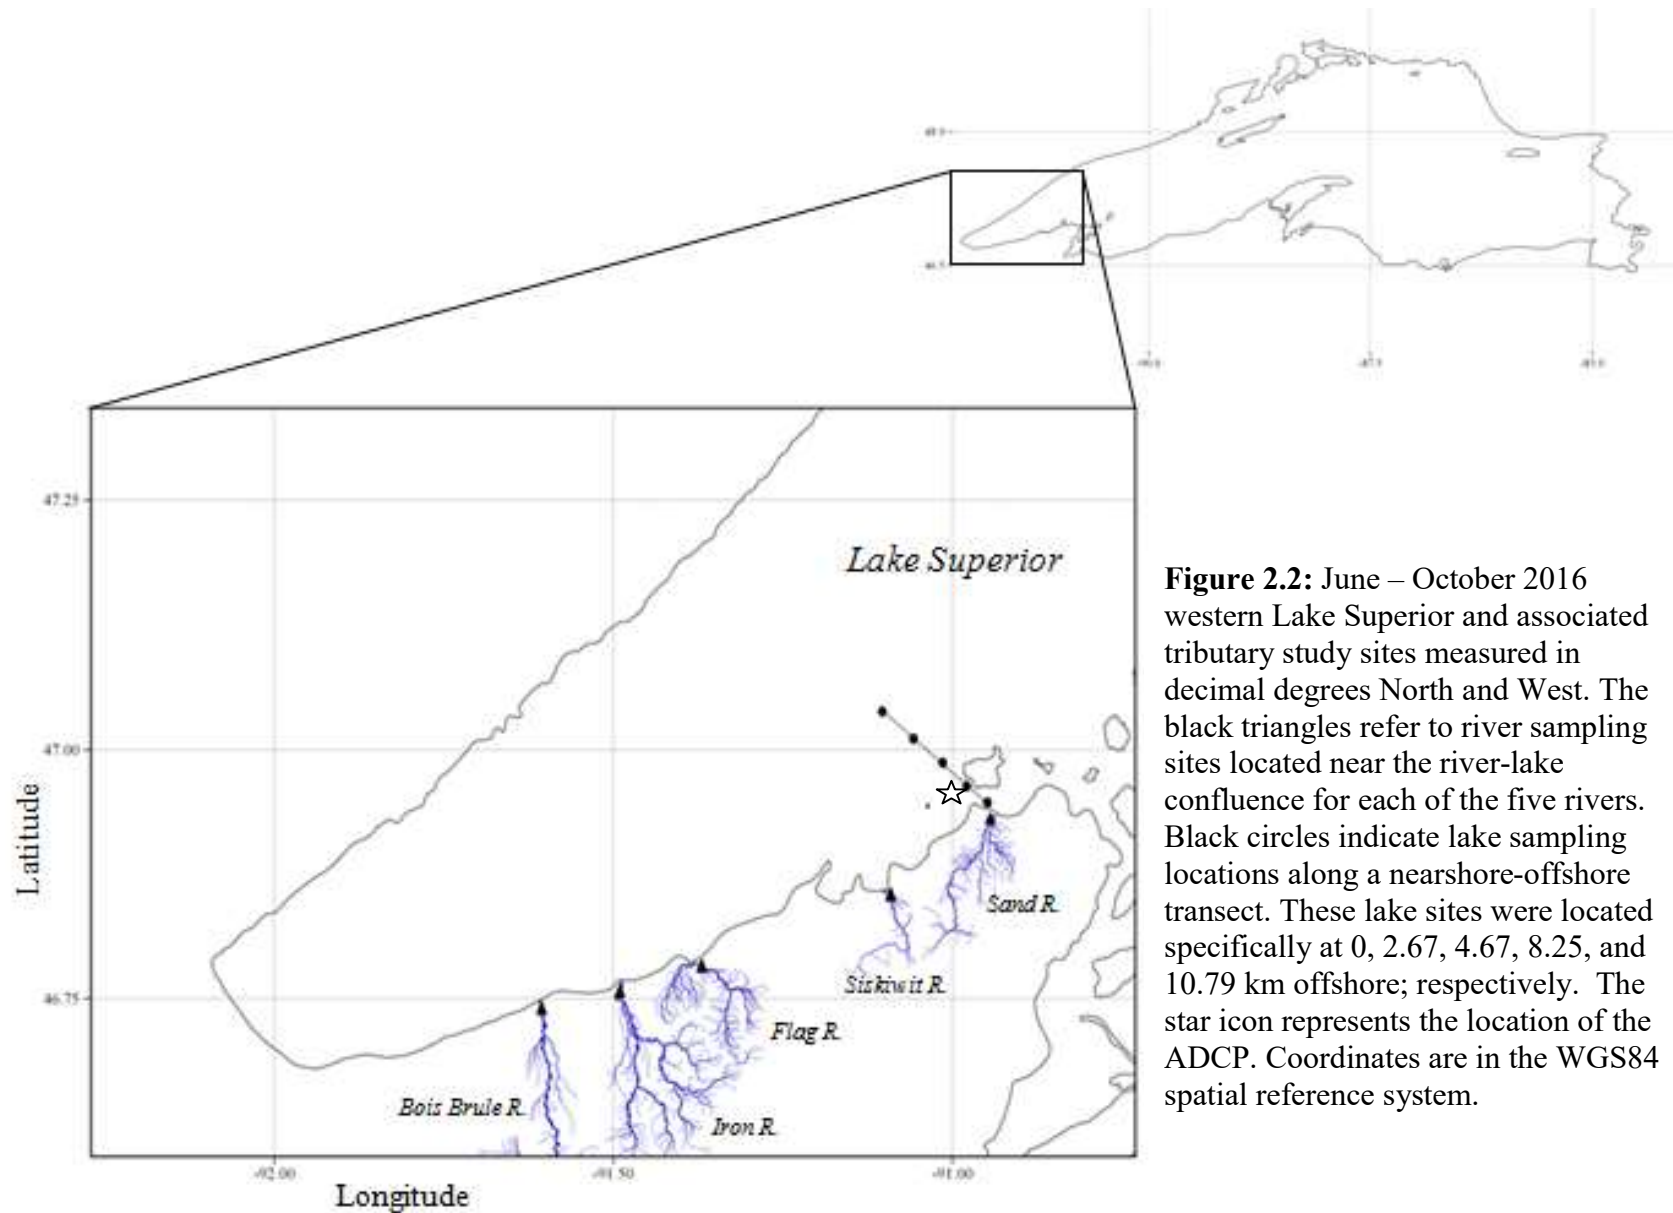 Lake Superior
47.25
47.00
46.75
Latitude
Sand R.
Siskiwit R.
Flag R.
Bois Brule R.
Iron R.
-92.00
-91.50
-91.00
Longitude
Figure 2.2: June – October 2016
western Lake Superior and associated
tributary study sites measured in
decimal degrees North and West. The
black triangles refer to river sampling
sites located near the river-lake
confluence for each of the five rivers.
Black circles indicate lake sampling
locations along a nearshore-offshore
transect. These lake sites were located
specifically at 0, 2.67, 4.67, 8.25, and
10.79 km offshore; respectively. The
star icon represents the location of the
ADCP. Coordinates are in the WGS84
spatial reference system.